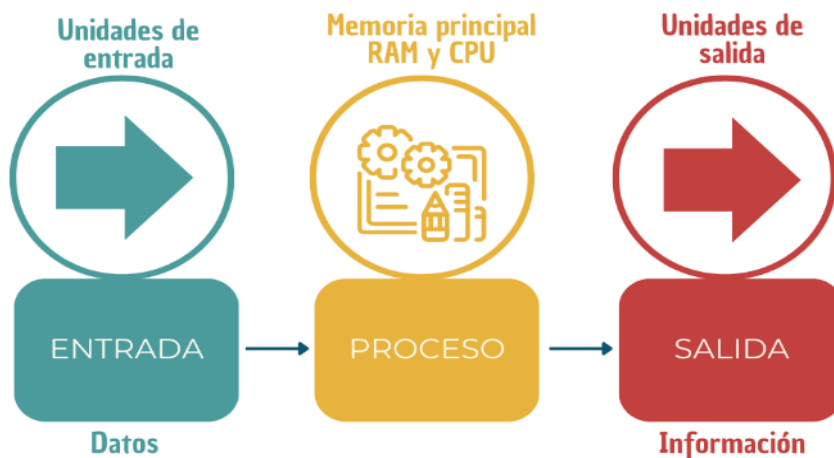 Unidades de
entrada
Memoria principal
RAM y CPU
Unidades de
salida
ENTRADA
PROCESO
SALIDA
Datos
Información